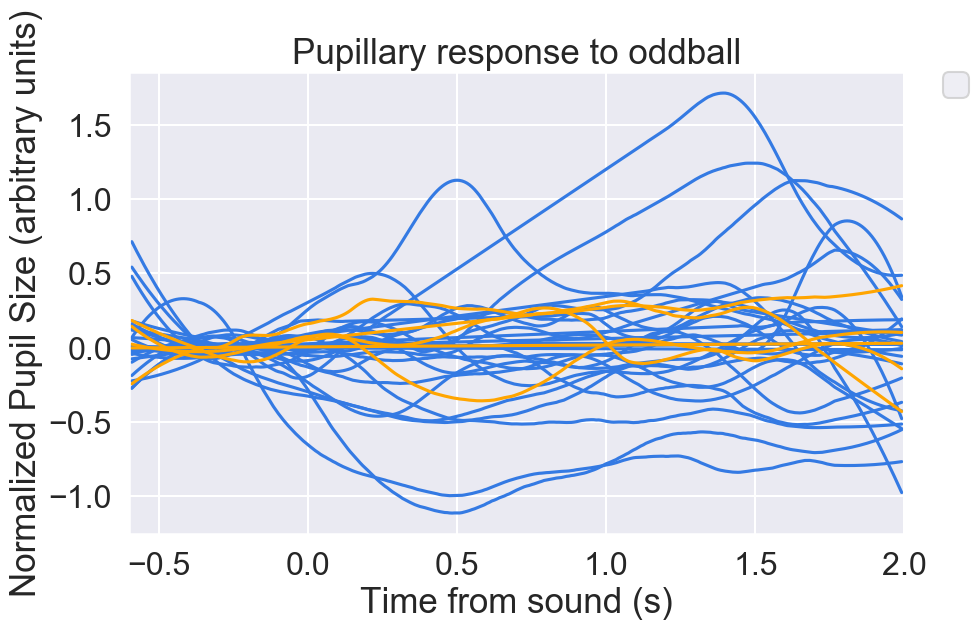 Pupillary response to oddball
Normalized Pupil Size (arbitrary units)
1.5
1.0
0.5
0.0
−0.5
−1.0
−0.5 0.0 0.5 1.0 1.5 2.0
Time from sound (s)